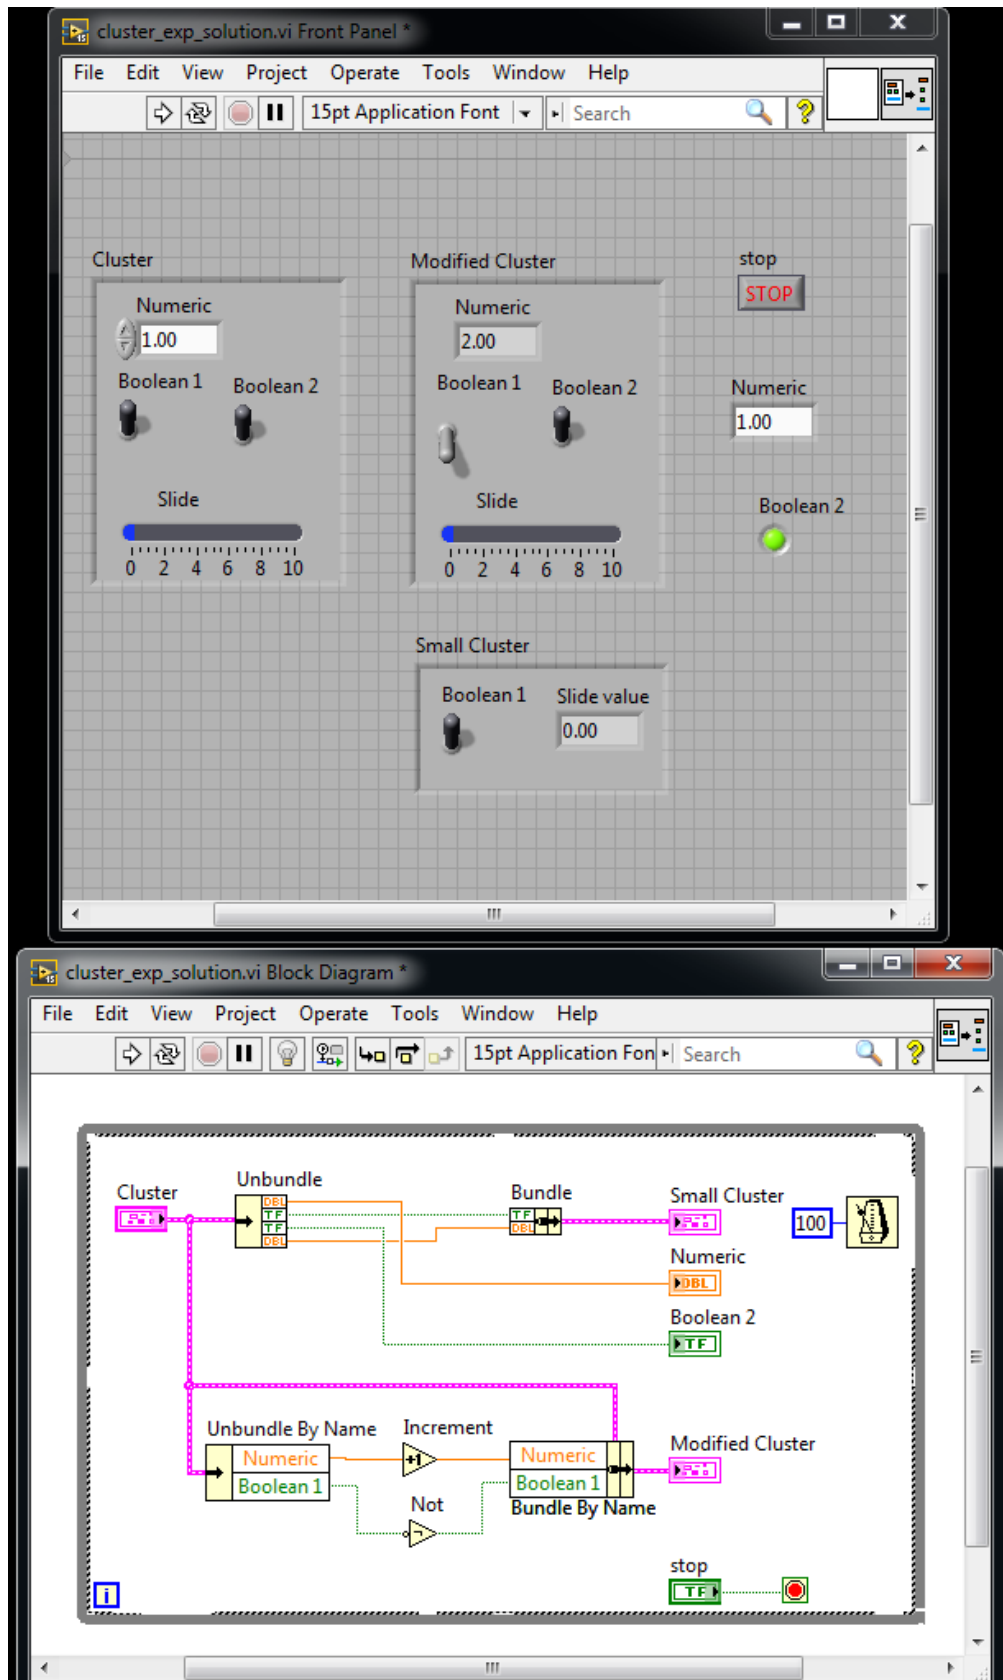 cluster_exp_solution.vi Front Panel *
File Edit View Project Operate Tools Window Help
15pt Application Font Search
Cluster
Numeric
1.00
Boolean 1 Boolean 2
Slide
0 2 4 6 8 10
Modified Cluster
Numeric
2.00
Boolean 1 Boolean 2
Slide
0 2 4 6 8 10
stop
STOP
Numeric
1.00
Boolean 2
Small Cluster
Boolean 1 Slide value
0.00
cluster_exp_solution.vi Block Diagram *
File Edit View Project Operate Tools Window Help
15pt Application Fon Search
Cluster
Unbundle
DBL
TF
TF
DBL
Bundle
TF
DBL
Small Cluster
100
Numeric
DBL
Boolean 2
TF
Unbundle By Name
Numeric
Boolean 1
Increment
+1
Not
Numeric
Boolean 1
Bundle By Name
Modified Cluster
stop
TF
i